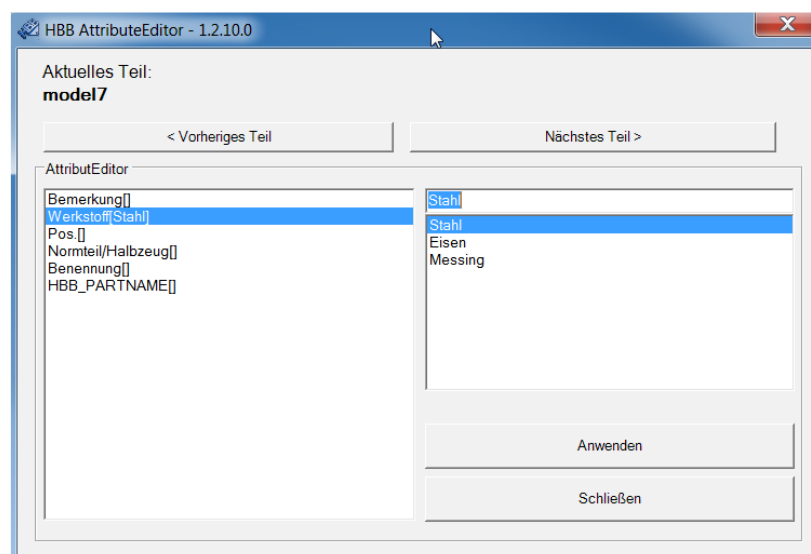 HBB AttributeEditor - 1.2.10.0
Aktuelles Teil:
model7
< Vorheriges Teil
Nächstes Teil >
AttributEditor
Bemerkung[]
Werkstoff[Stahl]
Pos.[]
Normteil/Halbzeug[]
Benennung[]
HBB_PARTNAME[]
Stahl
Stahl
Eisen
Messing
Anwenden
Schließen